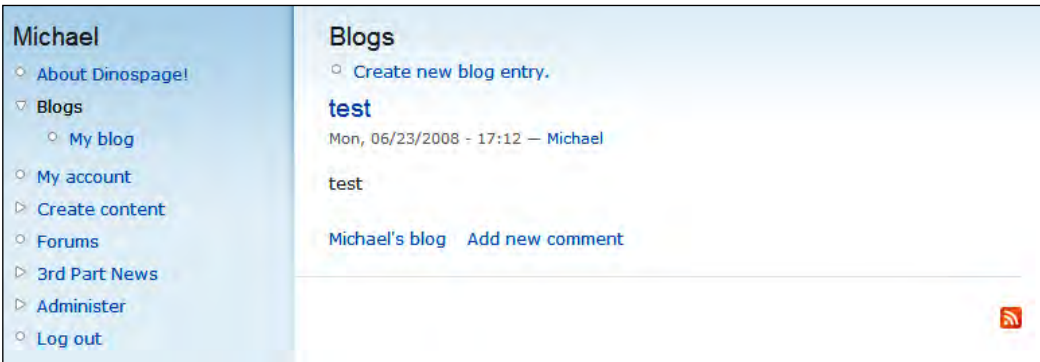 Michael
About Dinospage!
Blogs
My blog
My account
Create content
Forums
3rd Part News
Administer
Log out
Blogs
Create new blog entry.
test
Mon, 06/23/2008 - 17:12 — Michael
test
Michael's blog Add new comment